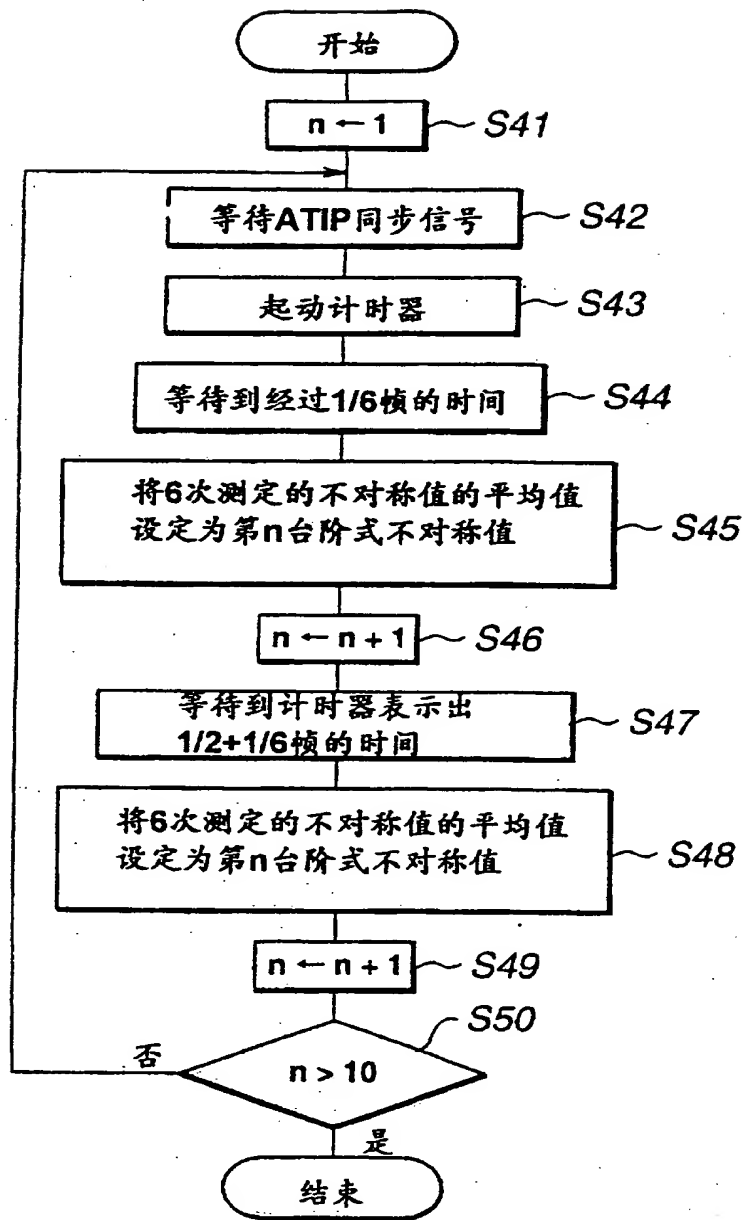 开始
n ← 1
S41
等待ATIP同步信号
S42
起动计时器
S43
等待到经过1/6帧的时间
S44
将6次测定的不对称值的平均值
设定为第n台阶式不对称值
S45
n ← n + 1
S46
等待到计时器表示出
1/2+1/6帧的时间
S47
将6次测定的不对称值的平均值
设定为第n台阶式不对称值
S48
n ← n + 1
S49
S50
否
n > 10
是
结束